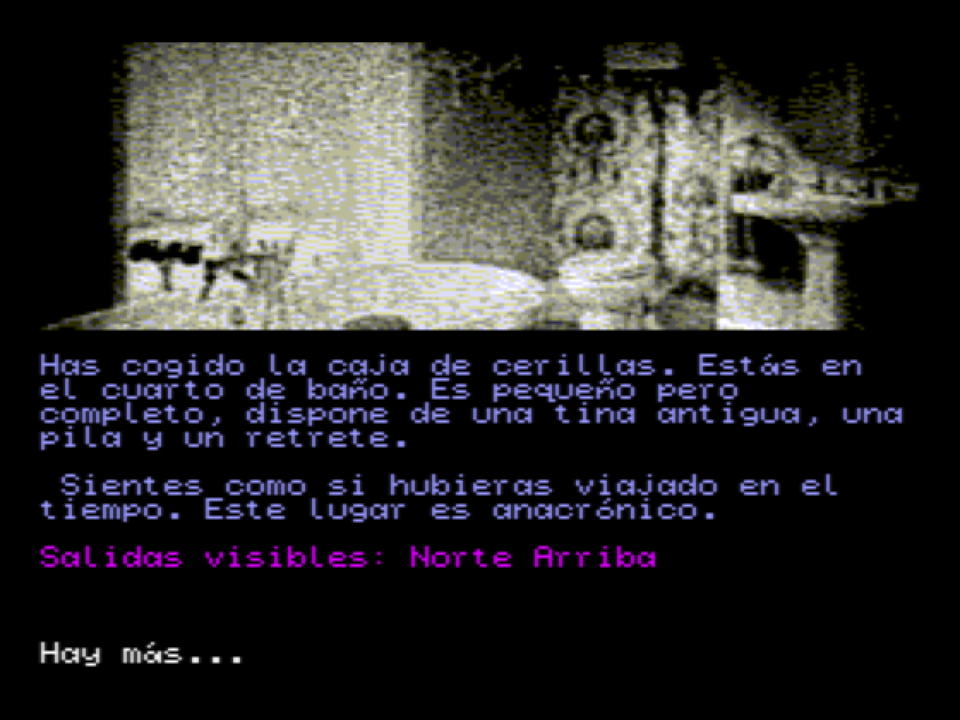 Has cogido la caja de cerillas. Estás en
el cuarto de baño. Es pequeño pero
completo, dispone de una tina antigua, una
pila y un retrete.
Sientes como si hubieras viajado en el
tiempo. Este lugar es anacrónico.
Salidas visibles: Norte Arriba
Hay más...